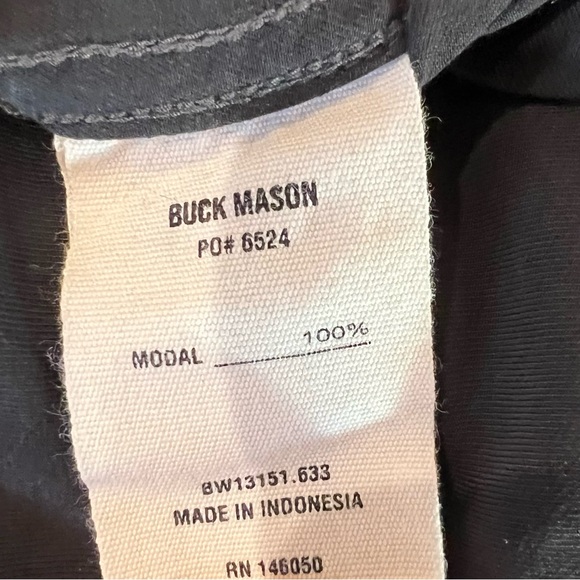 BUCK MASON
PO# 6524
MODAL 100%
BW13151.633
MADE IN INDONESIA
RN 146050